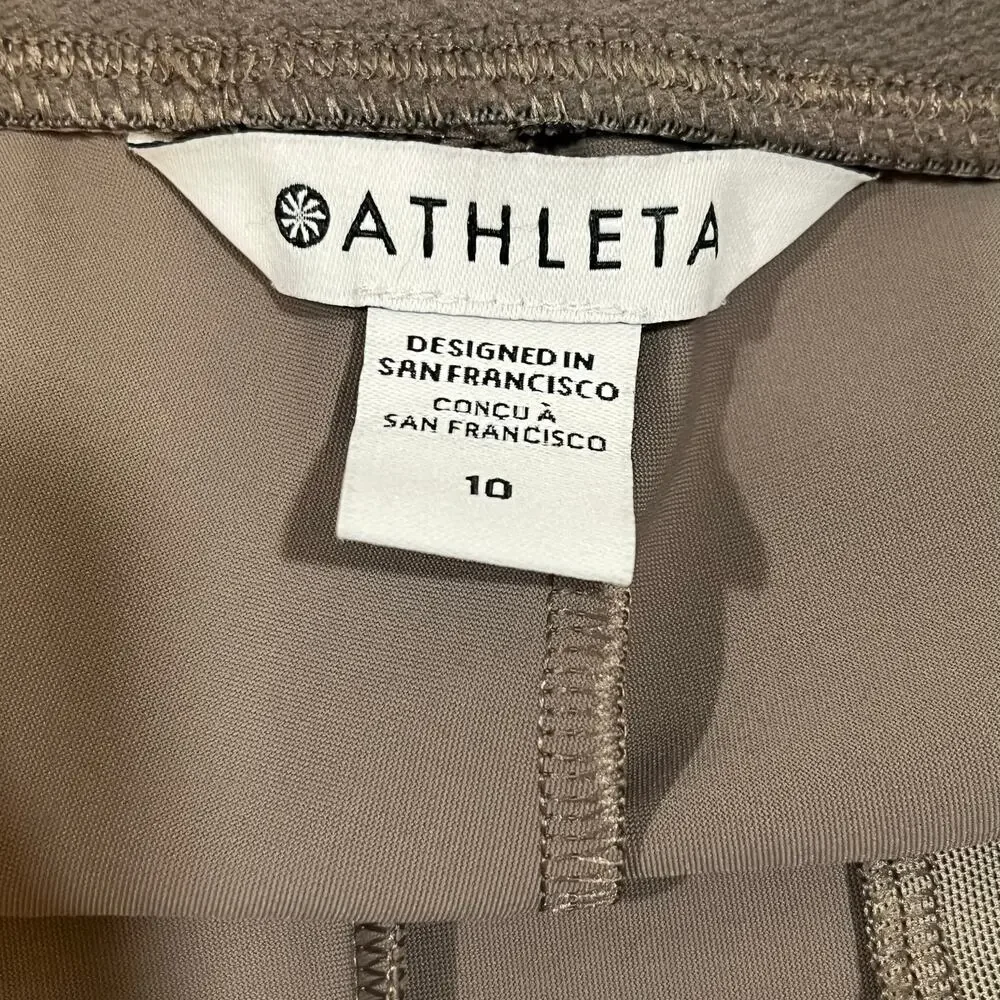 ATHLETA
DESIGNED IN
SAN FRANCISCO
CONÇU À
SAN FRANCISCO
10